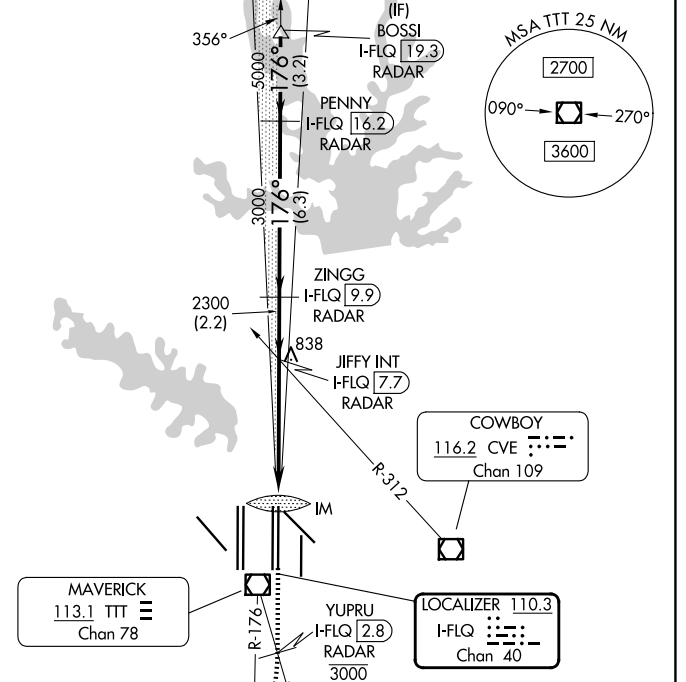 (IF)
BOSSI
I-FLQ 19.3
RADAR
356°
5000
176°
(3.2)
MSA TTT 25 NM
2700
090°
270°
3600
PENNY
I-FLQ 16.2
RADAR
3000
176°
(6.3)
ZINGG
I-FLQ 9.9
RADAR
2300
(2.2)
838
JIFFY INT
I-FLQ 7.7
RADAR
COWBOY
116.2 CVE
Chan 109
R-312
IM
MAVERICK
113.1 TTT
Chan 78
R-176
YUPRU
I-FLQ 2.8
RADAR
3000
LOCALIZER 110.3
I-FLQ
Chan 40